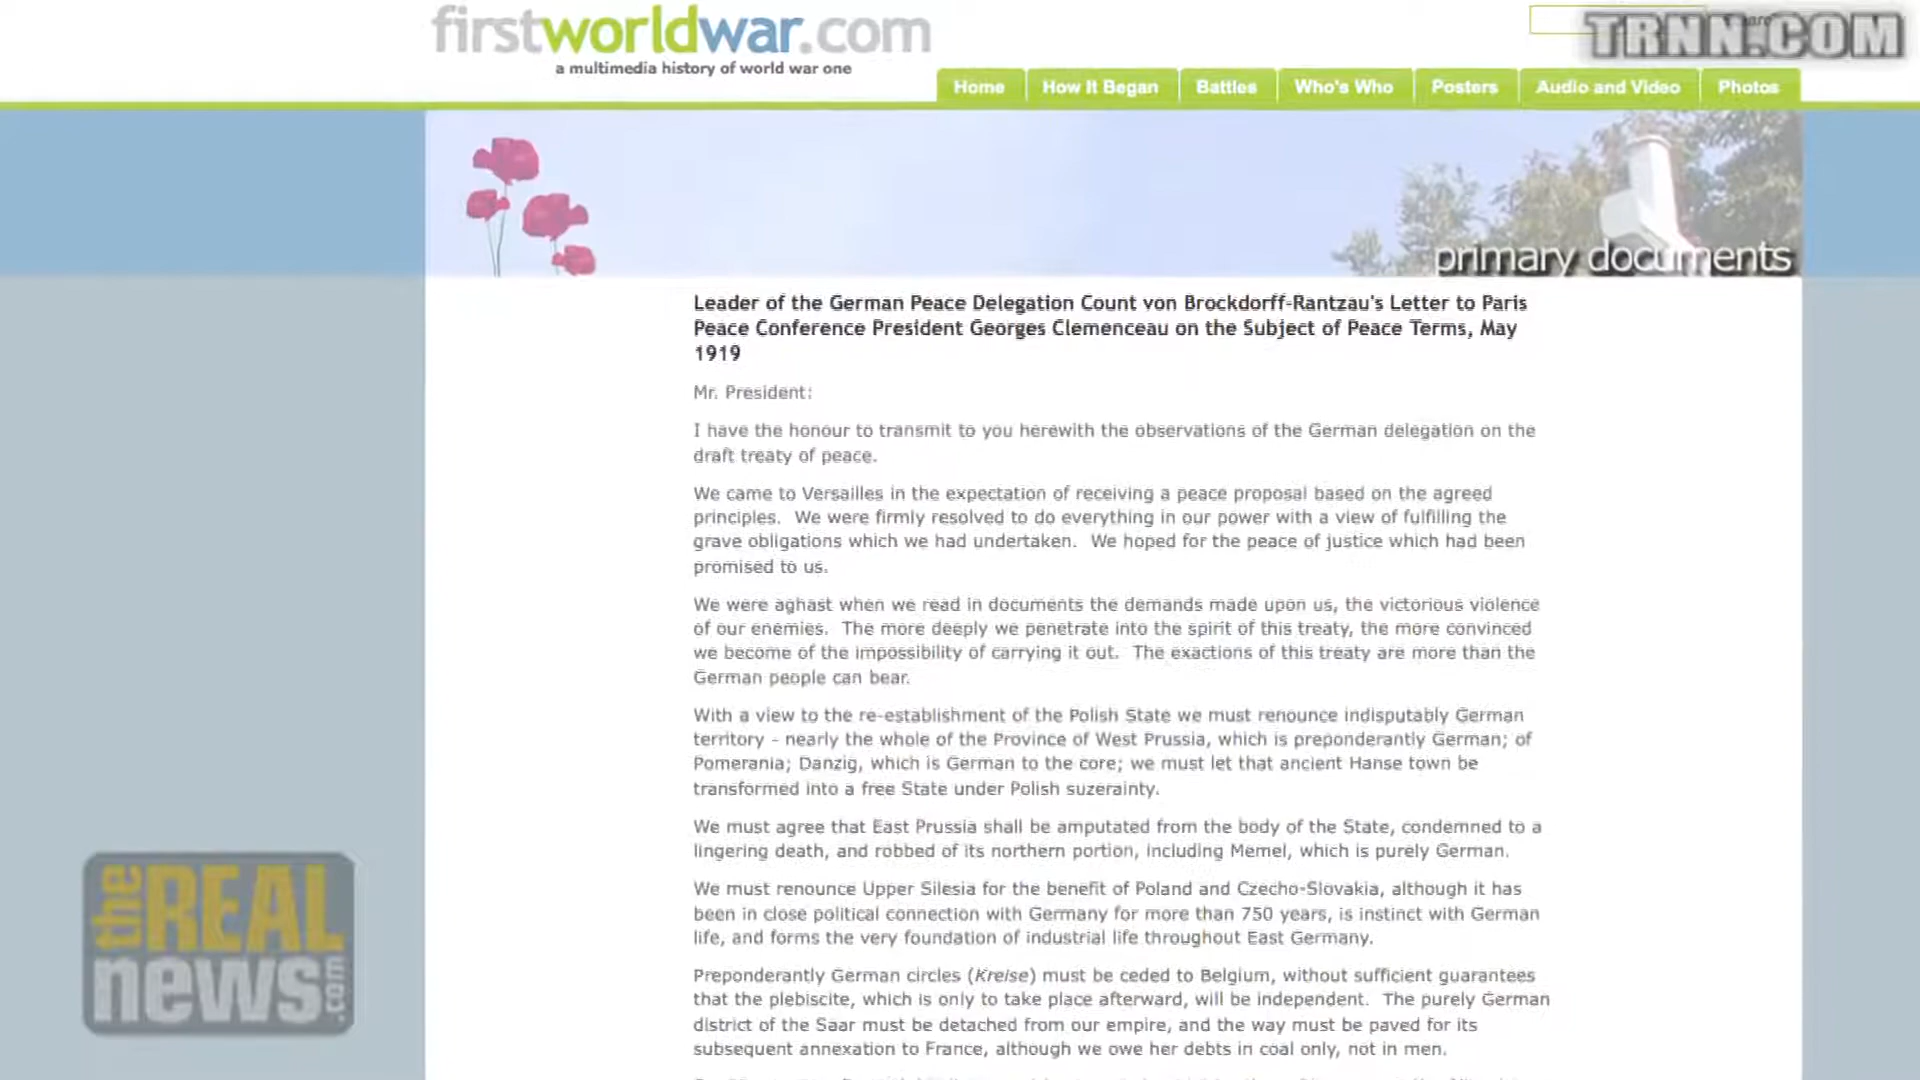 firstworldwar.com
TRNN.COM
a multimedia history of world war one
Home How It Began Battles Who's Who Posters Audio and Video Photos
primary documents
Leader of the German Peace Delegation Count von Brockdorff-Rantzau's Letter to Paris
Peace Conference President Georges Clemenceau on the Subject of Peace Terms, May
1919
Mr. President:
I have the honour to transmit to you herewith the observations of the German delegation on the
draft treaty of peace.
We came to Versailles in the expectation of receiving a peace proposal based on the agreed
principles. We were firmly resolved to do everything in our power with a view of fulfilling the
grave obligations which we had undertaken. We hoped for the peace of justice which had been
promised to us.
We were aghast when we read in documents the demands made upon us, the victorious violence
of our enemies. The more deeply we penetrate into the spirit of this treaty, the more convinced
we become of the impossibility of carrying it out. The exactions of this treaty are more than the
German people can bear.
With a view to the re-establishment of the Polish State we must renounce indisputably German
territory - nearly the whole of the Province of West Prussia, which is preponderantly German; of
Pomerania; Danzig, which is German to the core; we must let that ancient Hanse town be
transformed into a free State under Polish suzerainty.
We must agree that East Prussia shall be amputated from the body of the State, condemned to a
lingering death, and robbed of its northern portion, including Memel, which is purely German.
We must renounce Upper Silesia for the benefit of Poland and Czecho-Slovakia, although it has
been in close political connection with Germany for more than 750 years, is instinct with German
life, and forms the very foundation of industrial life throughout East Germany.
Preponderantly German circles (Kreise) must be ceded to Belgium, without sufficient guarantees
that the plebiscite, which is only to take place afterward, will be independent. The purely German
district of the Saar must be detached from our empire, and the way must be paved for its
subsequent annexation to France, although we owe her debts in coal only, not in men.
the REAL
news.com